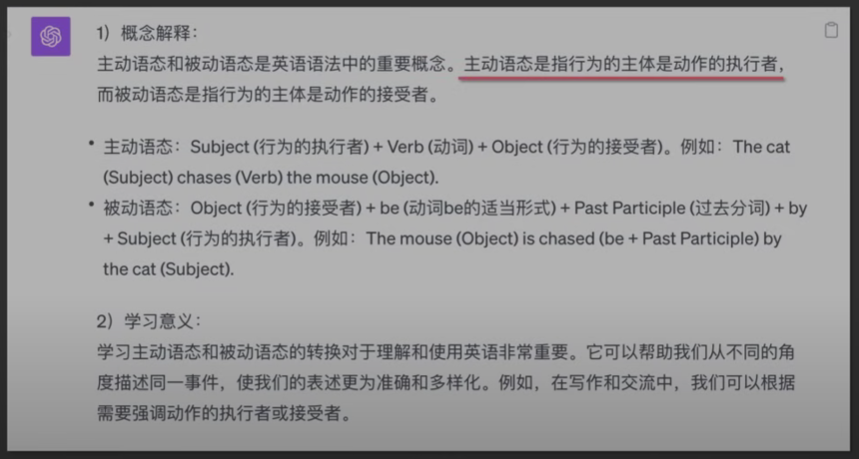 1）概念解释：
主动语态和被动语态是英语语法中的重要概念。主动语态是指行为的主体是动作的执行者，
而被动语态是指行为的主体是动作的接受者。
• 主动语态：Subject (行为的执行者) + Verb (动词) + Object (行为的接受者)。例如：The cat
(Subject) chases (Verb) the mouse (Object).
• 被动语态：Object (行为的接受者) + be (动词be的适当形式) + Past Participle (过去分词) + by
+ Subject (行为的执行者)。例如：The mouse (Object) is chased (be + Past Participle) by
the cat (Subject).
2）学习意义：
学习主动语态和被动语态的转换对于理解和使用英语非常重要。它可以帮助我们从不同的角
度描述同一事件，使我们的表述更为准确和多样化。例如，在写作和交流中，我们可以根据
需要强调动作的执行者或接受者。